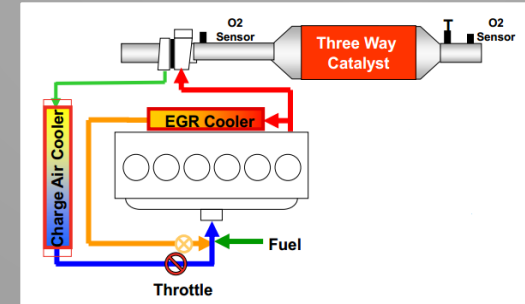 O2
Sensor
T
O2
Sensor
Three Way
Catalyst
EGR Cooler
Charge Air Cooler
Fuel
Throttle